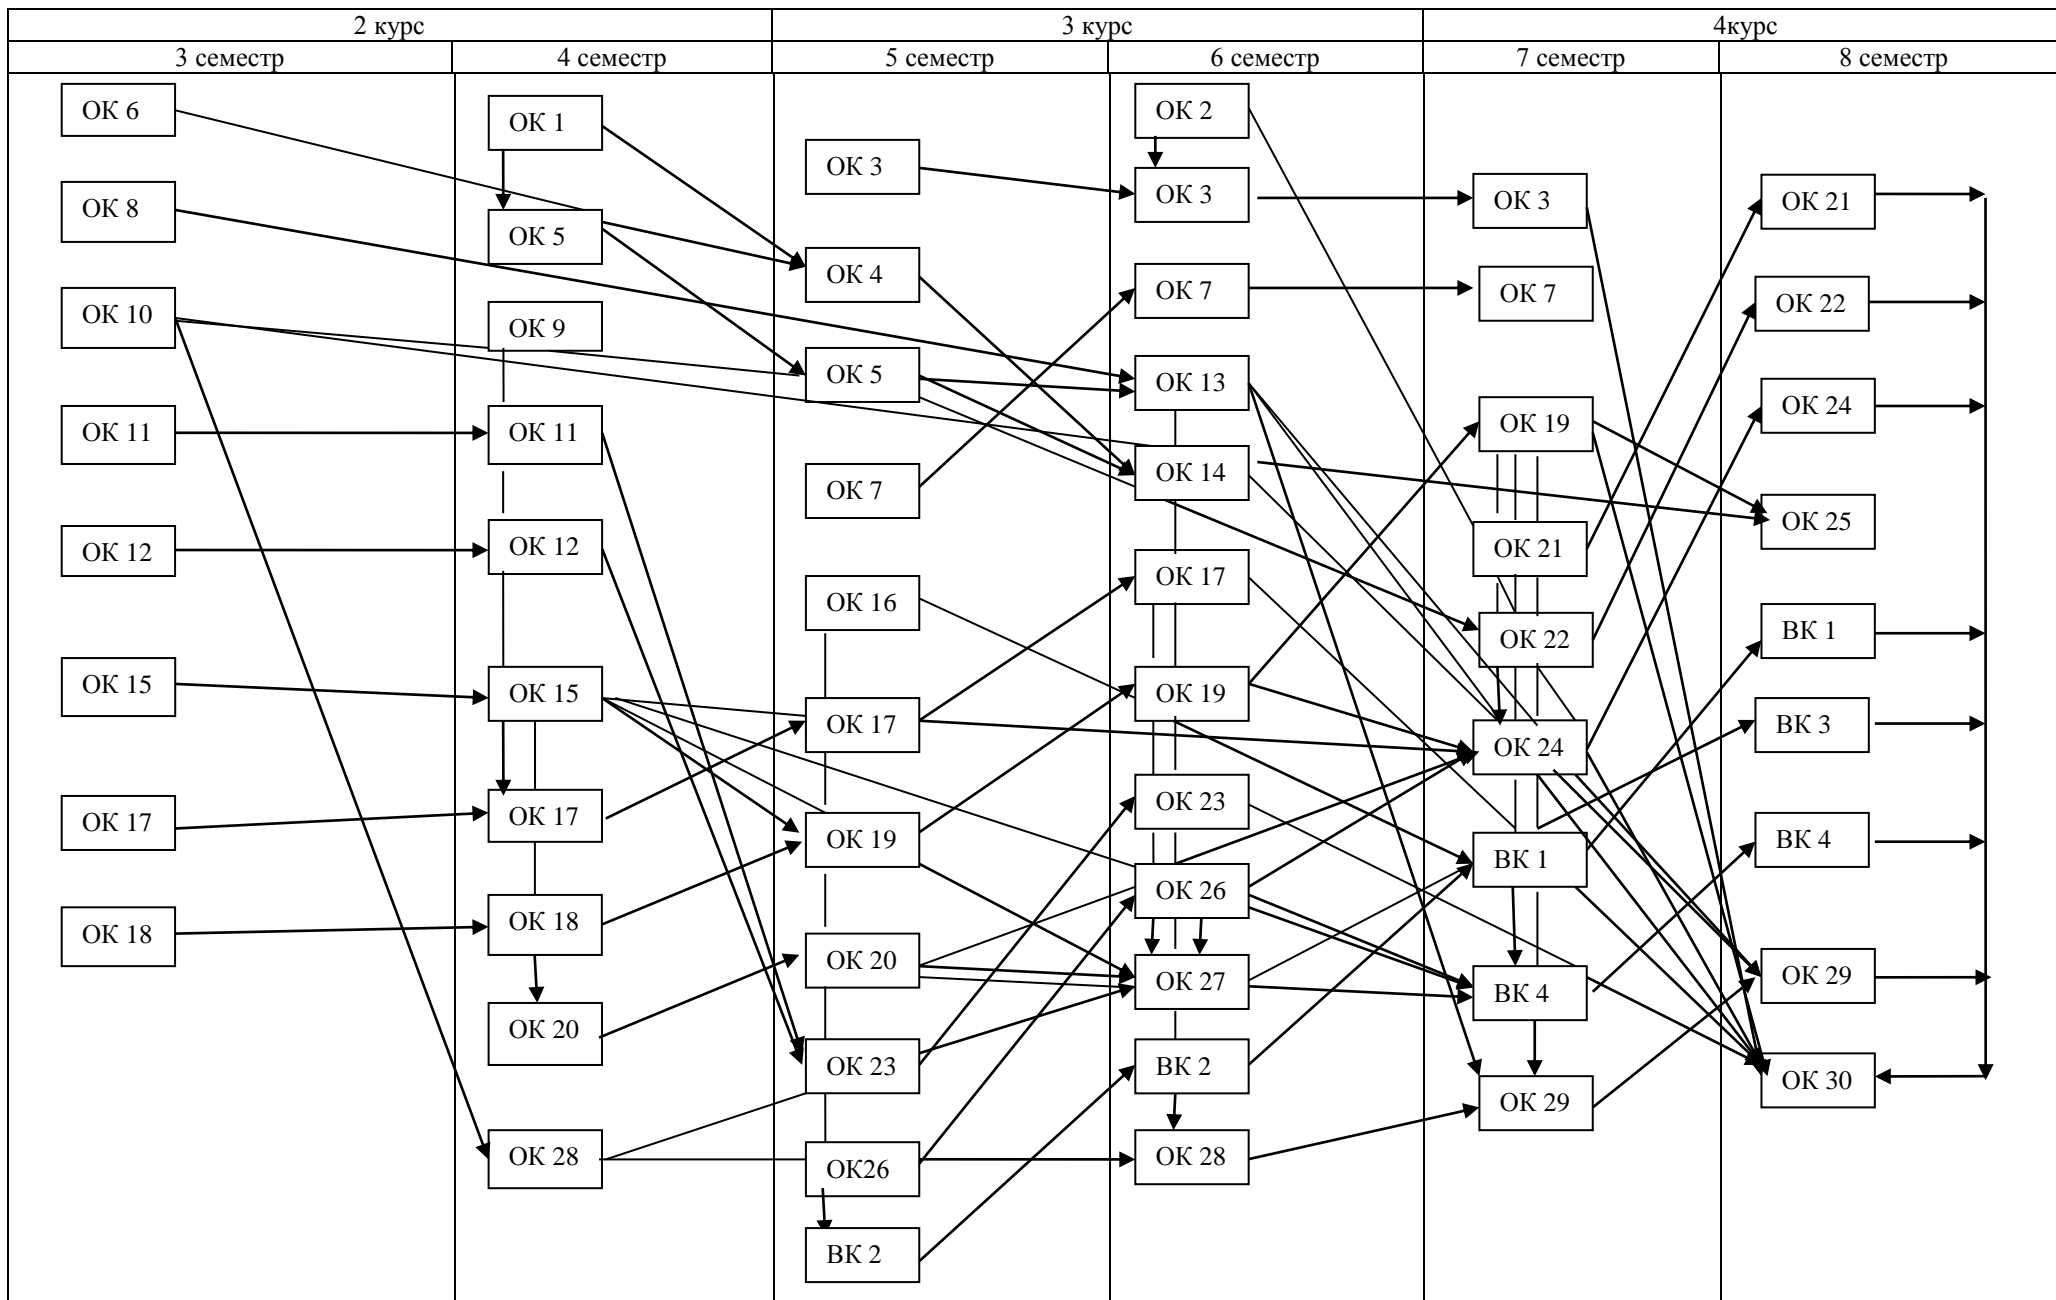 2 курс
3 курс
4курс
3 семестр
4 семестр
5 семестр
6 семестр
7 семестр
8 семестр
ОК 6
ОК 8
ОК 10
ОК 11
ОК 12
ОК 15
ОК 17
ОК 18
ОК 1
ОК 5
ОК 9
ОК 11
ОК 12
ОК 15
ОК 17
ОК 18
ОК 20
ОК 28
ОК 3
ОК 4
ОК 5
ОК 7
ОК 16
ОК 17
ОК 19
ОК 20
ОК 23
ОК26
ВК 2
ОК 2
ОК 3
ОК 7
ОК 13
ОК 14
ОК 17
ОК 19
ОК 23
ОК 26
ОК 27
ВК 2
ОК 28
ОК 3
ОК 7
ОК 19
ОК 21
ОК 22
ОК 24
ВК 1
ВК 4
ОК 29
ОК 21
ОК 22
ОК 24
ОК 25
ВК 1
ВК 3
ВК 4
ОК 29
ОК 30